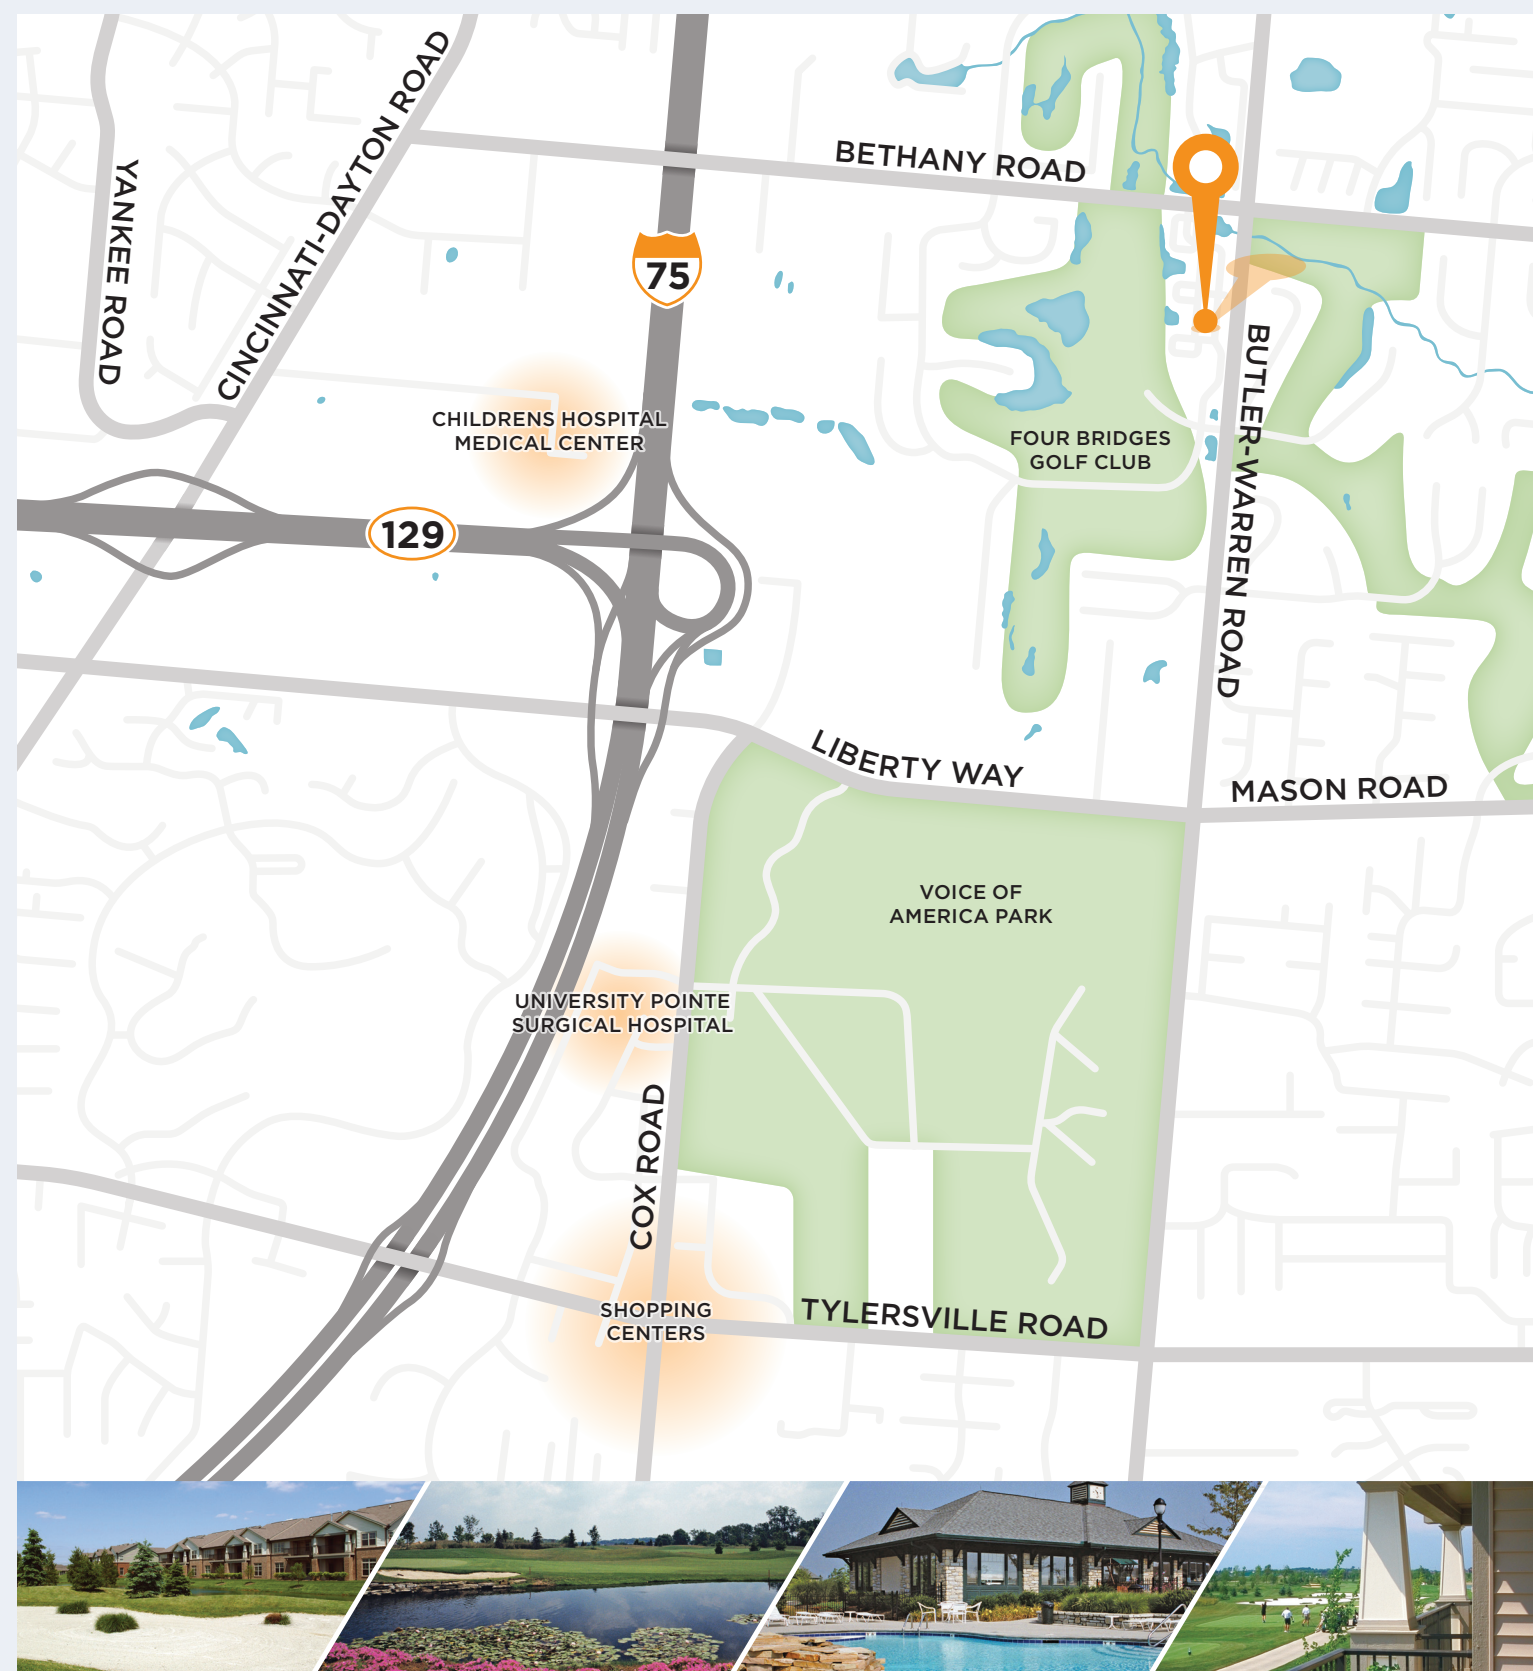 YANKEE ROAD
CINCINNATI-DAYTON ROAD
BETHANY ROAD
75
CHILDRENS HOSPITAL
MEDICAL CENTER
129
FOUR BRIDGES
GOLF CLUB
BUTLER-WARREN ROAD
LIBERTY WAY
MASON ROAD
VOICE OF
AMERICA PARK
UNIVERSITY POINTE
SURGICAL HOSPITAL
COX ROAD
SHOPPING
CENTERS
TYLERSVILLE ROAD